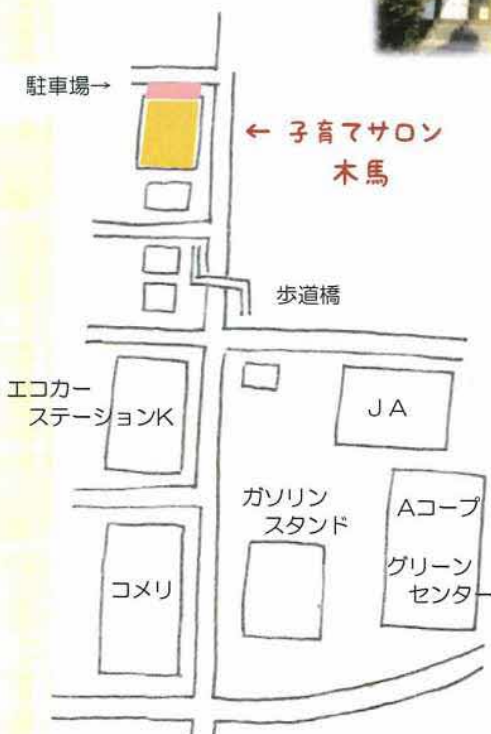 駐車場→
← 子育てサロン
木馬
歩道橋
エコカー
ステーションK
JA
ガソリン
スタンド
Aコープ
グリーン
センター
コメリ